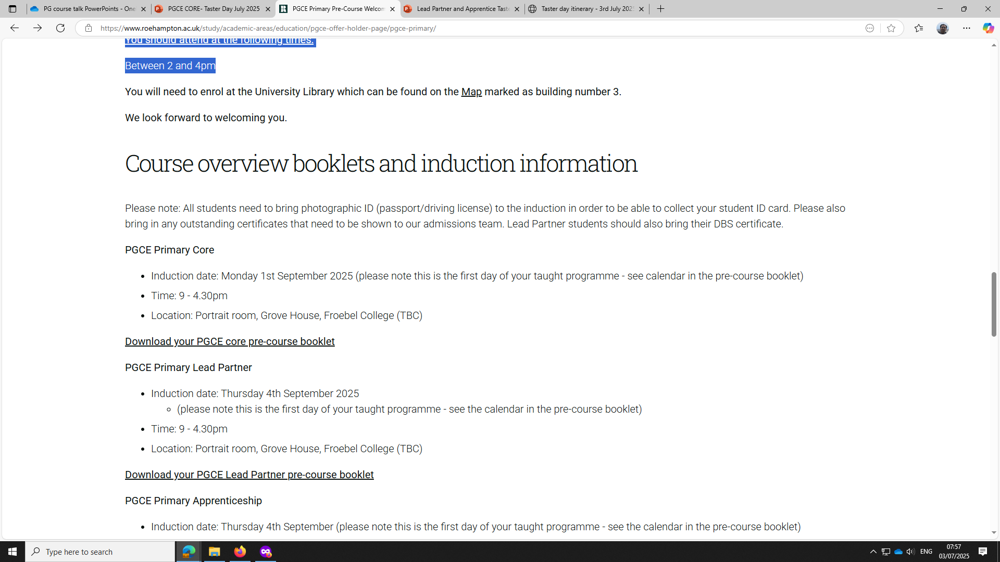 PG course talk PowerPoints - One
PGCE CORE- Taster Day July 2025
PGCE Primary Pre-Course Welcom
Lead Partner and Apprentice Taste
Taster day itinerary - 3rd July 202
https://www.roehampton.ac.uk/study/academic-areas/education/pgce-offer-holder-page/pgce-primary/
You should attend at the following times.
Between 2 and 4pm
You will need to enrol at the University Library which can be found on the Map marked as building number 3.
We look forward to welcoming you.
Course overview booklets and induction information
Please note: All students need to bring photographic ID (passport/driving license) to the induction in order to be able to collect your student ID card. Please also
bring in any outstanding certificates that need to be shown to our admissions team. Lead Partner students should also bring their DBS certificate.
PGCE Primary Core
• Induction date: Monday 1st September 2025 (please note this is the first day of your taught programme - see calendar in the pre-course booklet)
• Time: 9 - 4.30pm
• Location: Portrait room, Grove House, Froebel College (TBC)
Download your PGCE core pre-course booklet
PGCE Primary Lead Partner
• Induction date: Thursday 4th September 2025
◦ (please note this is the first day of your taught programme - see the calendar in the pre-course booklet)
• Time: 9 - 4.30pm
• Location: Portrait room, Grove House, Froebel College (TBC)
Download your PGCE Lead Partner pre-course booklet
PGCE Primary Apprenticeship
• Induction date: Thursday 4th September (please note this is the first day of your taught programme - see the calendar in the pre-course booklet)
Type here to search
ENG
07:57
03/07/2025